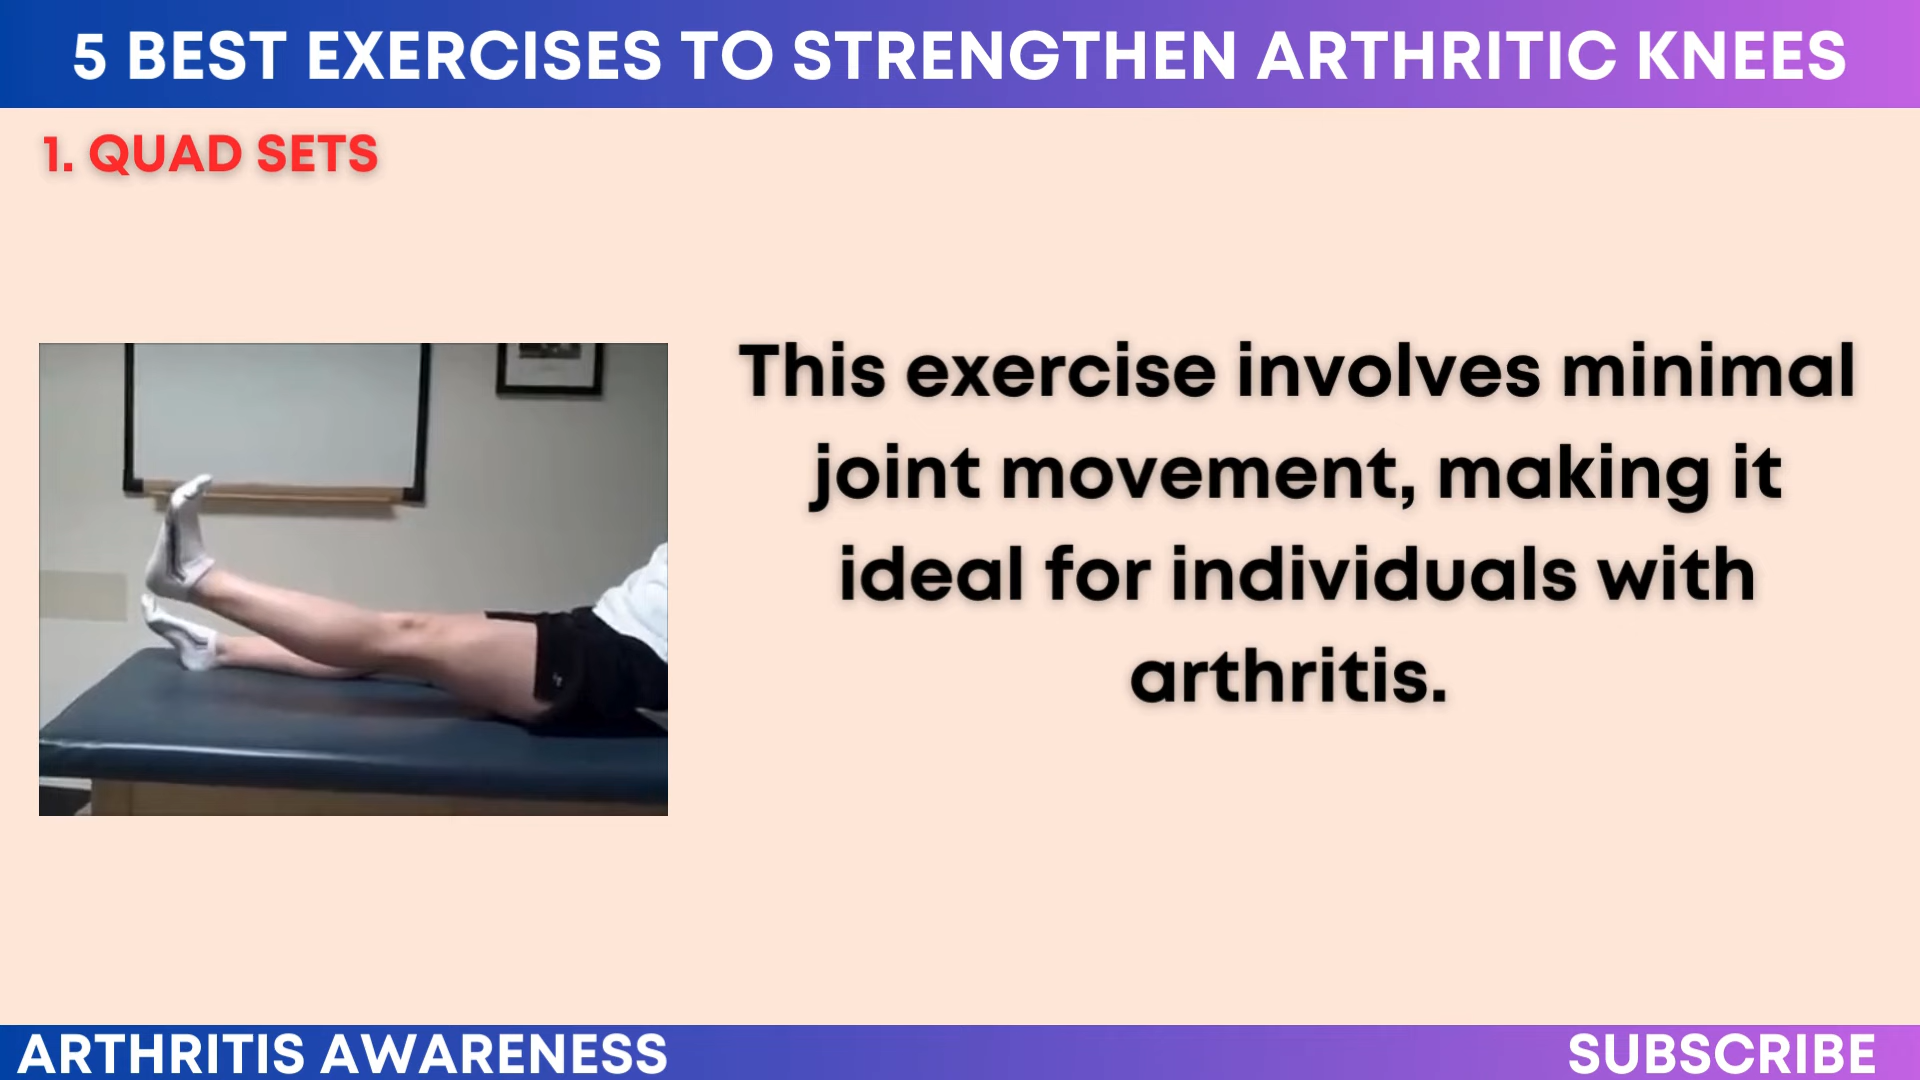 5 BEST EXERCISES TO STRENGTHEN ARTHRITIC KNEES
1. QUAD SETS
This exercise involves minimal
joint movement, making it
ideal for individuals with
arthritis.
ARTHRITIS AWARENESS
SUBSCRIBE